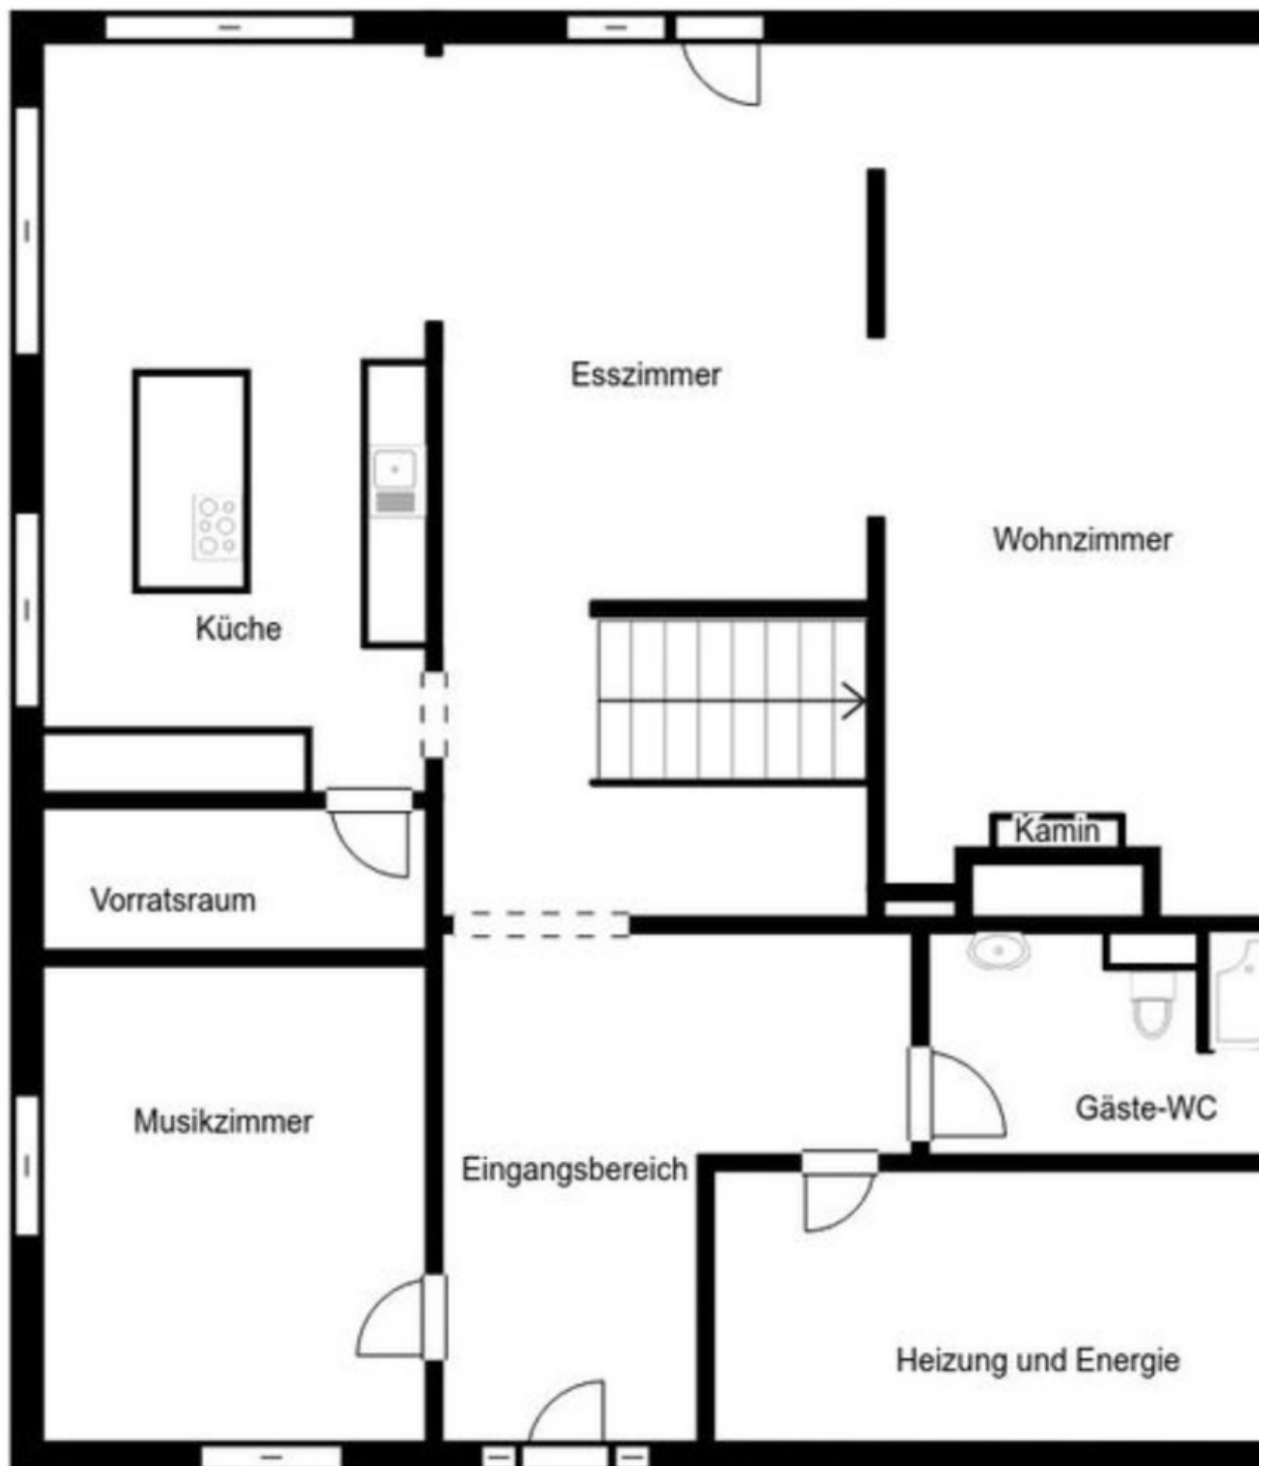 Esszimmer
Wohnzimmer
Küche
Kamin
Vorratsraum
Musikzimmer
Gäste-WC
Eingangsbereich
Heizung und Energie